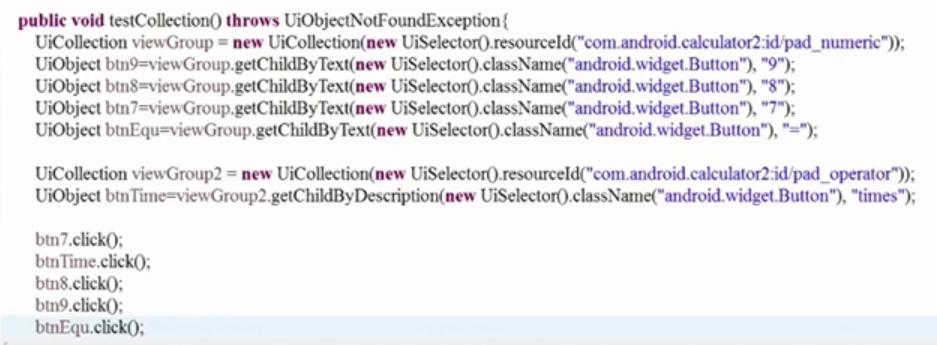 public void testCollection() throws UiObjectNotFoundException{
UiCollection viewGroup = new UiCollection(new UiSelector().resourceId("com.android.calculator2:id/pad_numeric"));
UiObject btn9=viewGroup.getChildByText(new UiSelector().className("android.widget.Button"), "9");
UiObject btn8=viewGroup.getChildByText(new UiSelector().className("android.widget.Button"), "8");
UiObject btn7=viewGroup.getChildByText(new UiSelector().className("android.widget.Button"), "7");
UiObject btnEqu=viewGroup.getChildByText(new UiSelector().className("android.widget.Button"), "=");
UiCollection viewGroup2 = new UiCollection(new UiSelector().resourceId("com.android.calculator2:id/pad_operator"));
UiObject btnTime=viewGroup2.getChildByDescription(new UiSelector().className("android.widget.Button"), "times");
btn7.click();
btnTime.click();
btn8.click();
btn9.click();
btnEqu.click();